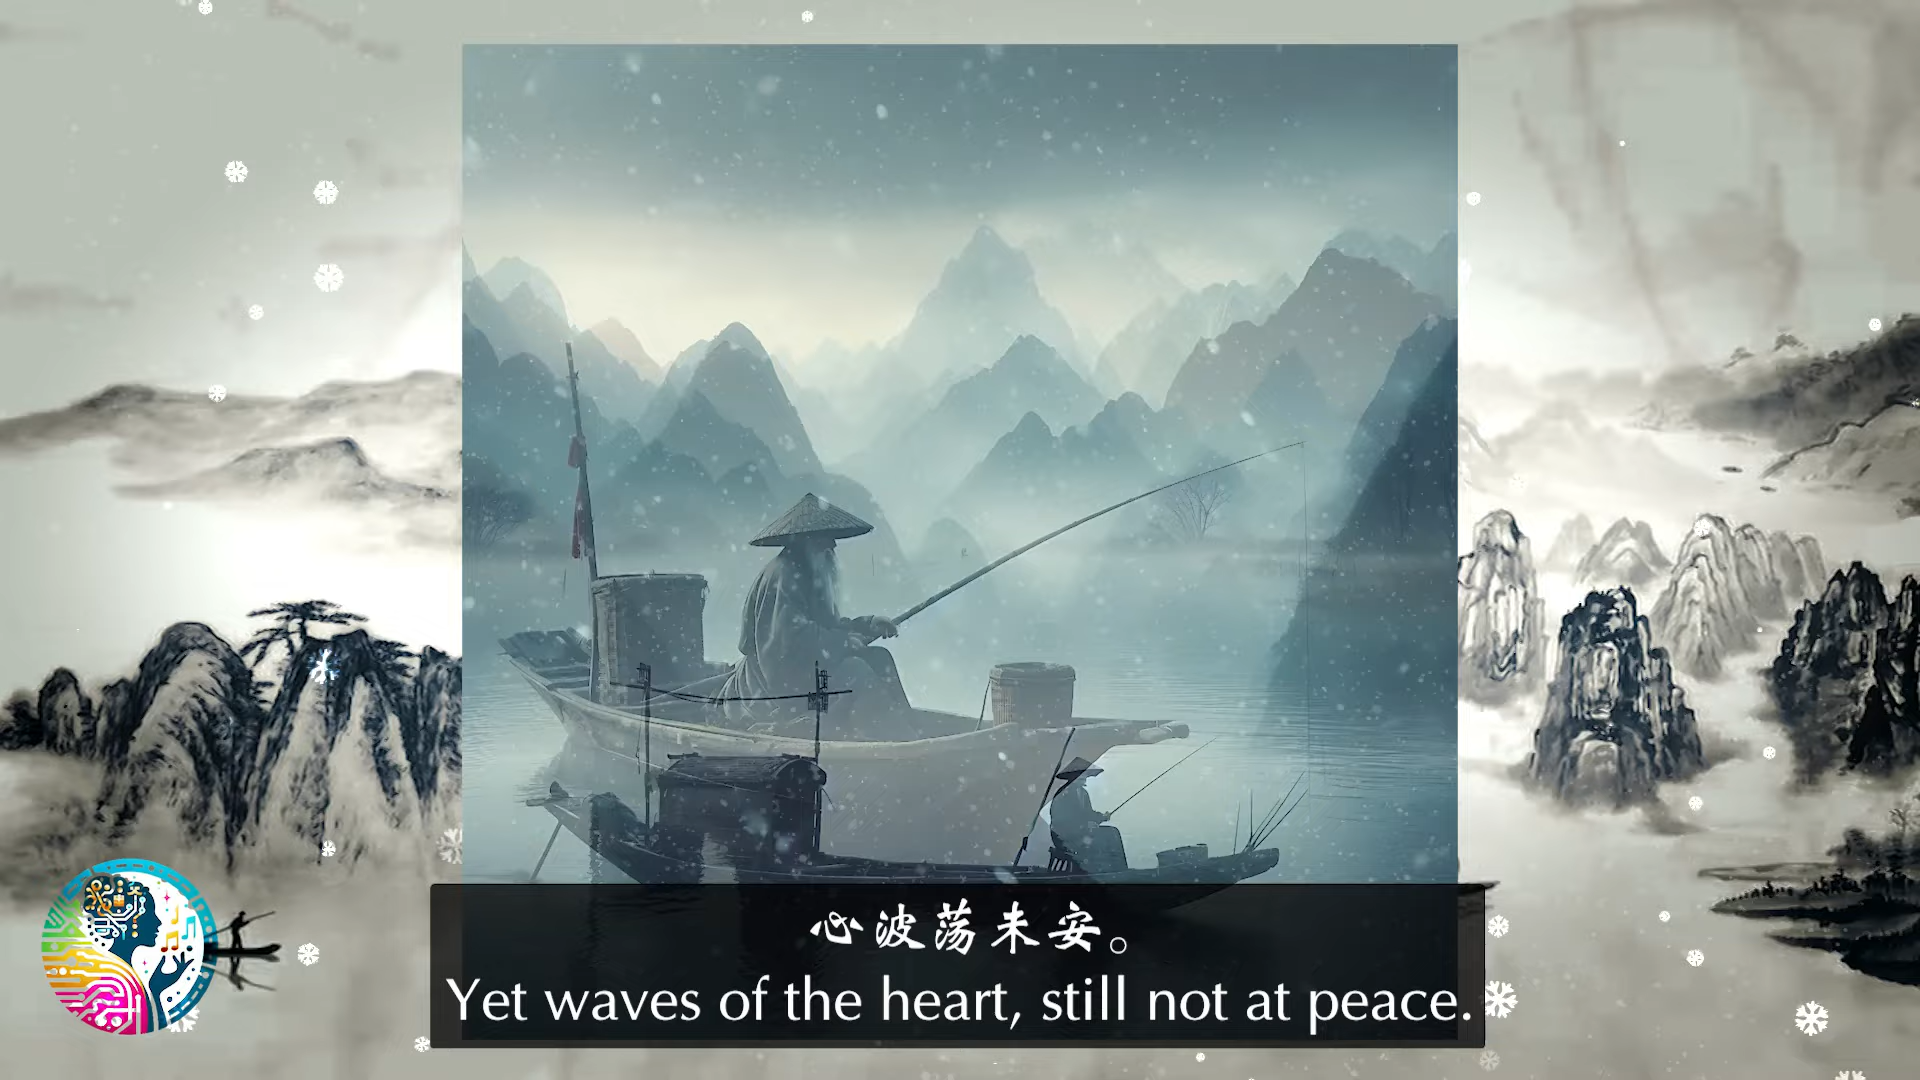 心波荡未安。
Yet waves of the heart, still not at peace.